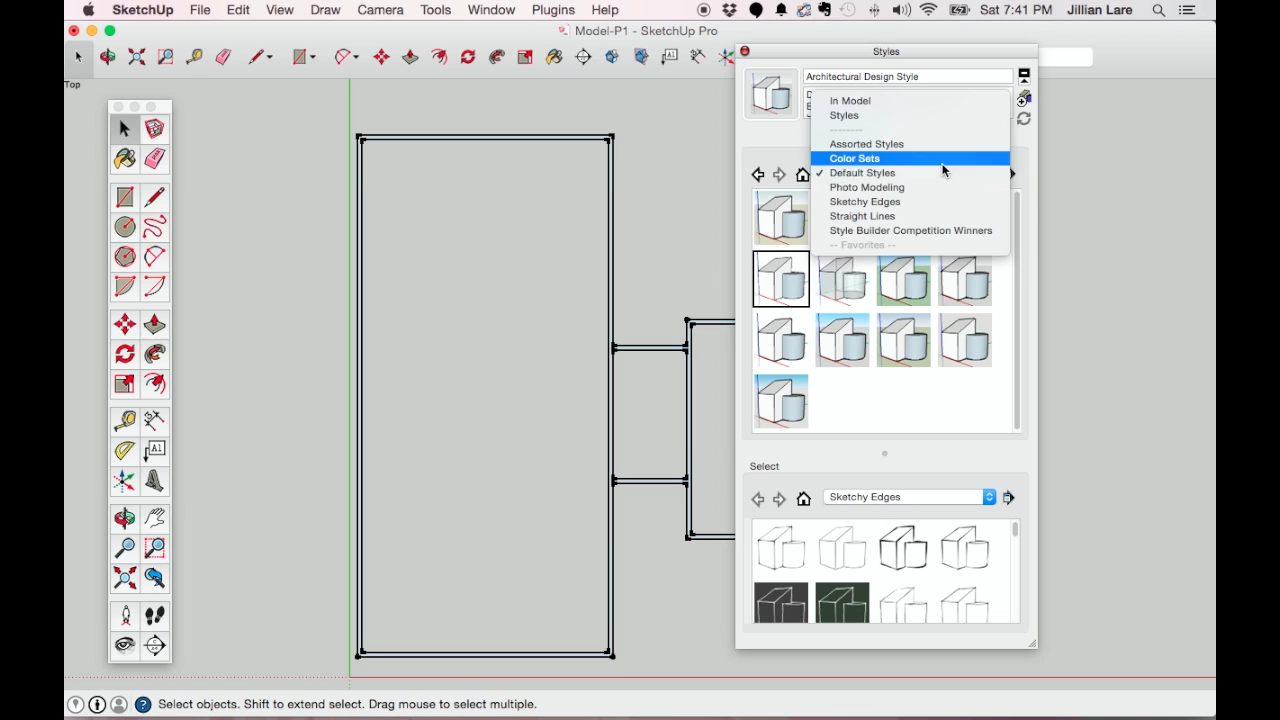 SketchUp File Edit View Draw Camera Tools Window Plugins Help Sat 7:41 PM Jillian Lare
Model-P1 - SketchUp Pro
Styles
Top
Architectural Design Style
In Model
Styles
--------
Assorted Styles
Color Sets
✓ Default Styles
Photo Modeling
Sketchy Edges
Straight Lines
Style Builder Competition Winners
-- Favorites --
Select
Sketchy Edges
Select objects. Shift to extend select. Drag mouse to select multiple.